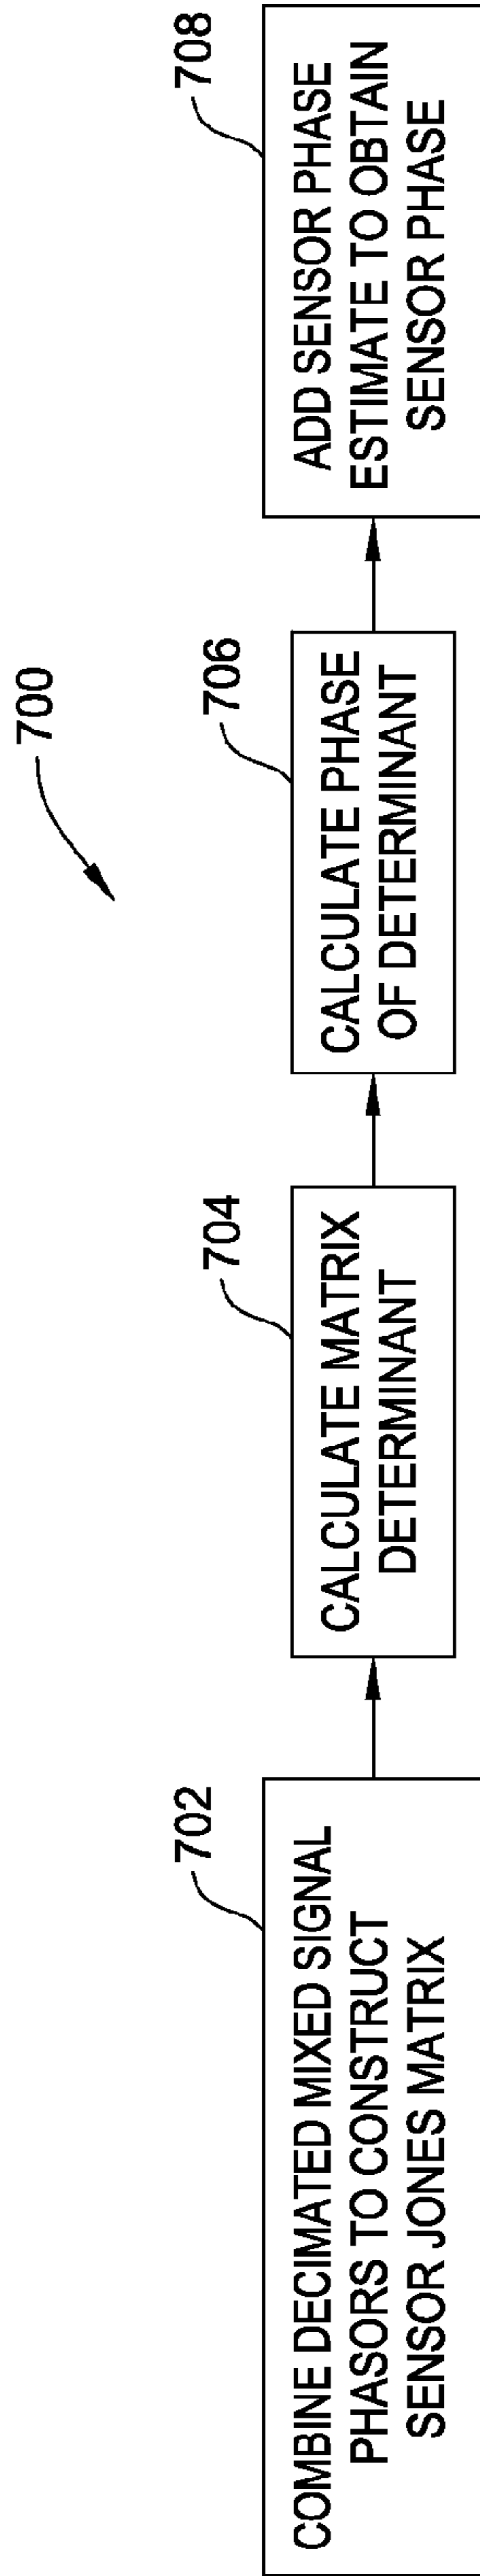 700
702
COMBINE DECIMATED MIXED SIGNAL
PHASORS TO CONSTRUCT
SENSOR JONES MATRIX
704
CALCULATE MATRIX
DETERMINANT
706
CALCULATE PHASE
OF DETERMINANT
708
ADD SENSOR PHASE
ESTIMATE TO OBTAIN
SENSOR PHASE